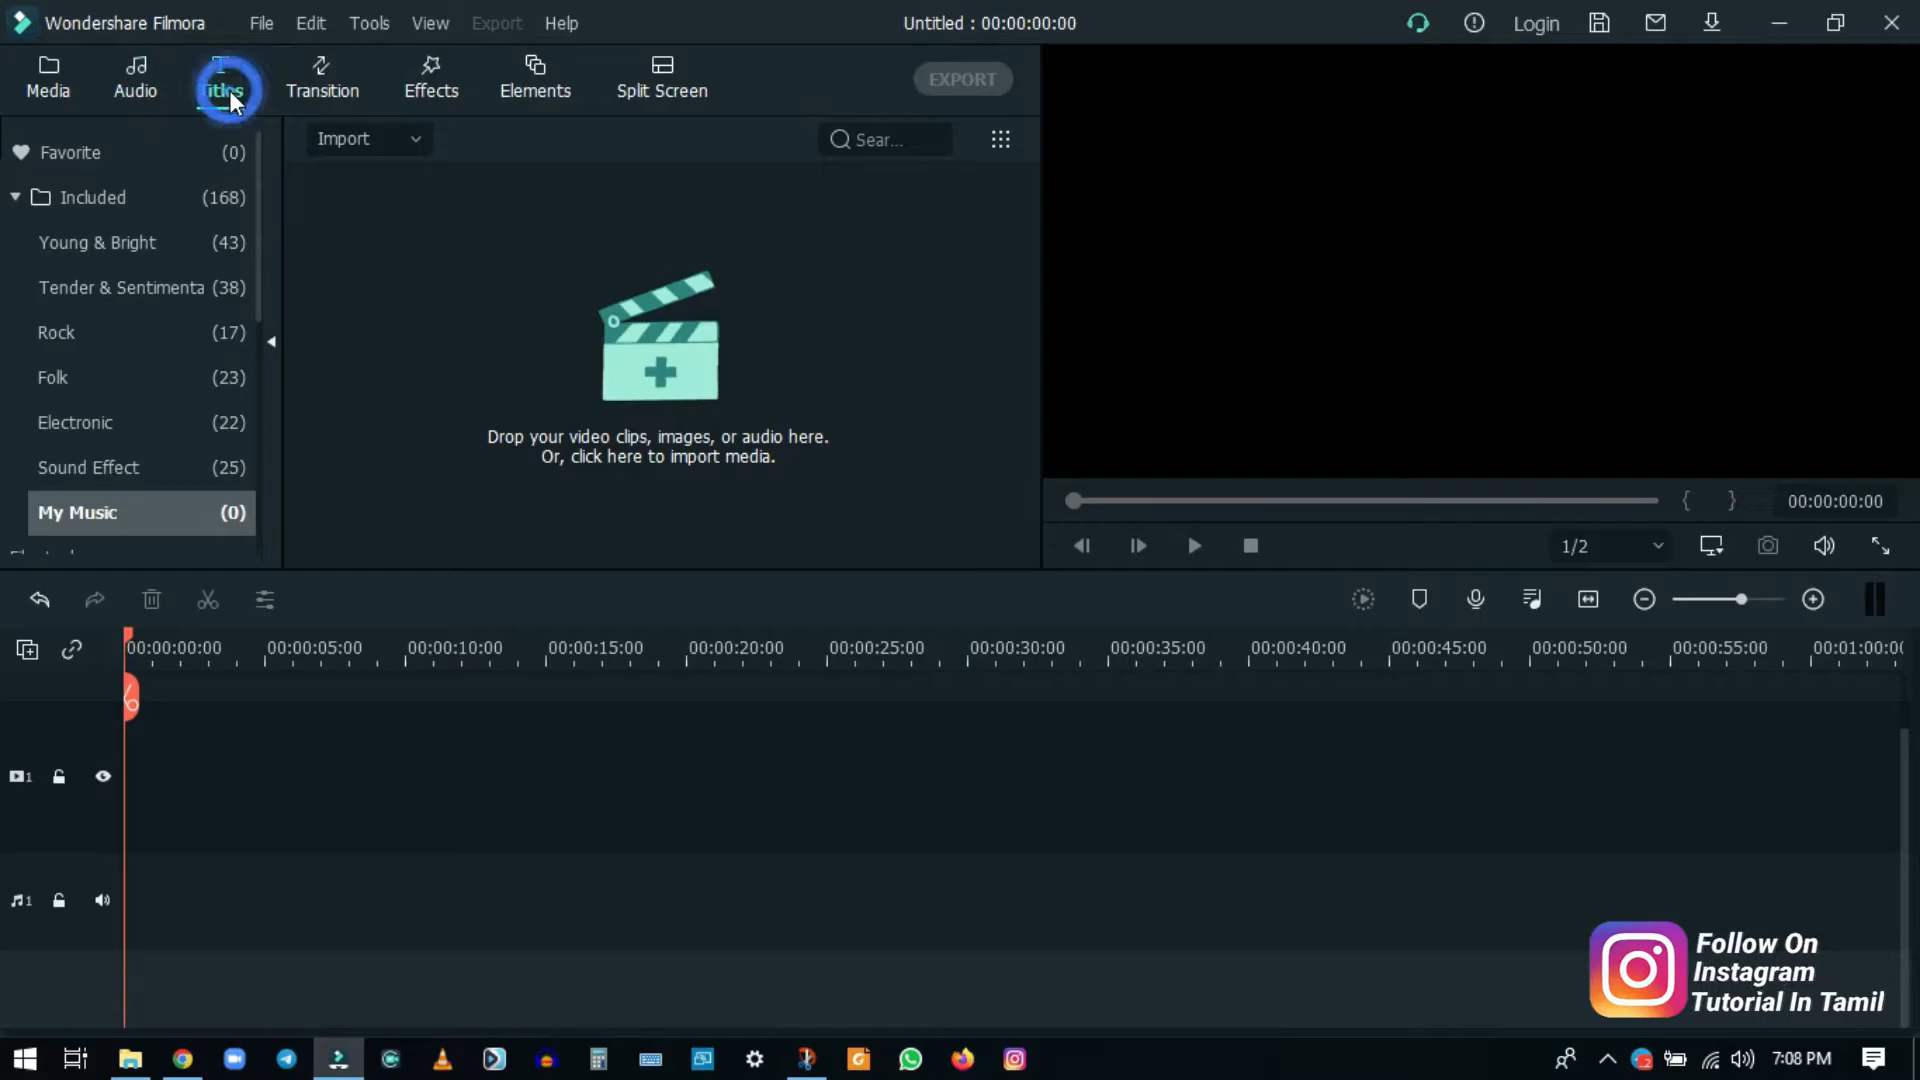 Wondershare Filmora File Edit Tools View Export Help Untitled : 00:00:00:00 Login
Media Audio Titles Transition Effects Elements Split Screen EXPORT
Import Sear...
Favorite (0)
Included (168)
Young & Bright (43)
Tender & Sentimenta (38)
Rock (17)
Folk (23)
Electronic (22)
Sound Effect (25)
My Music (0)
Drop your video clips, images, or audio here.
Or, click here to import media.
{ } 00:00:00:00
1/2
00:00:00:00 00:00:05:00 00:00:10:00 00:00:15:00 00:00:20:00 00:00:25:00 00:00:30:00 00:00:35:00 00:00:40:00 00:00:45:00 00:00:50:00 00:00:55:00 00:01:00:0
1
1
Follow On
Instagram
Tutorial In Tamil
7:08 PM